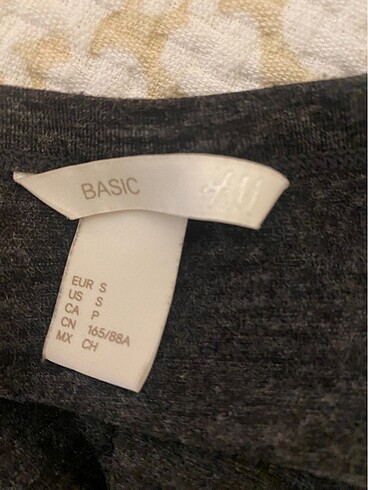 BASIC
EUR S
US S
CA P
CN 165/88A
MX CH